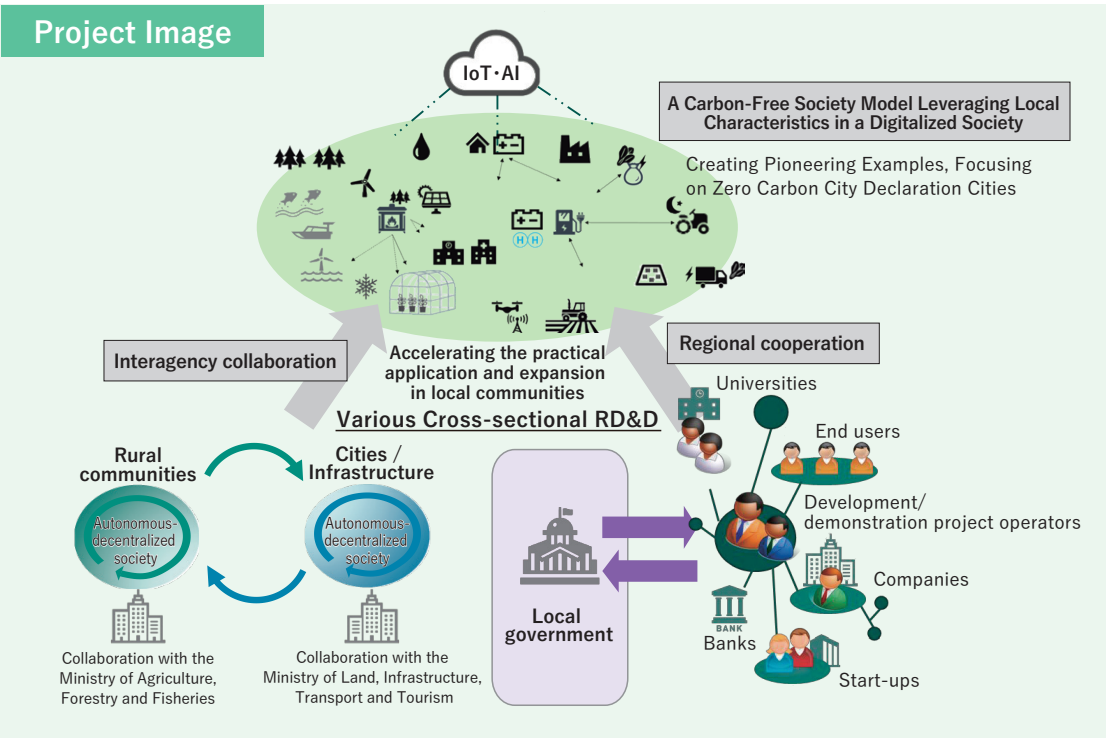 Project Image
IoT・AI
A Carbon-Free Society Model Leveraging Local
Characteristics in a Digitalized Society
Creating Pioneering Examples, Focusing
on Zero Carbon City Declaration Cities
H H
Interagency collaboration
Accelerating the practical
application and expansion
in local communities
Regional cooperation
Various Cross-sectional RD&D
Rural
communities
Autonomous-
decentralized
society
Collaboration with the
Ministry of Agriculture,
Forestry and Fisheries
Cities /
Infrastructure
Autonomous-
decentralized
society
Collaboration with the
Ministry of Land, Infrastructure,
Transport and Tourism
Local
government
Universities
End users
Development/
demonstration project operators
Companies
BANK
Banks
Start-ups